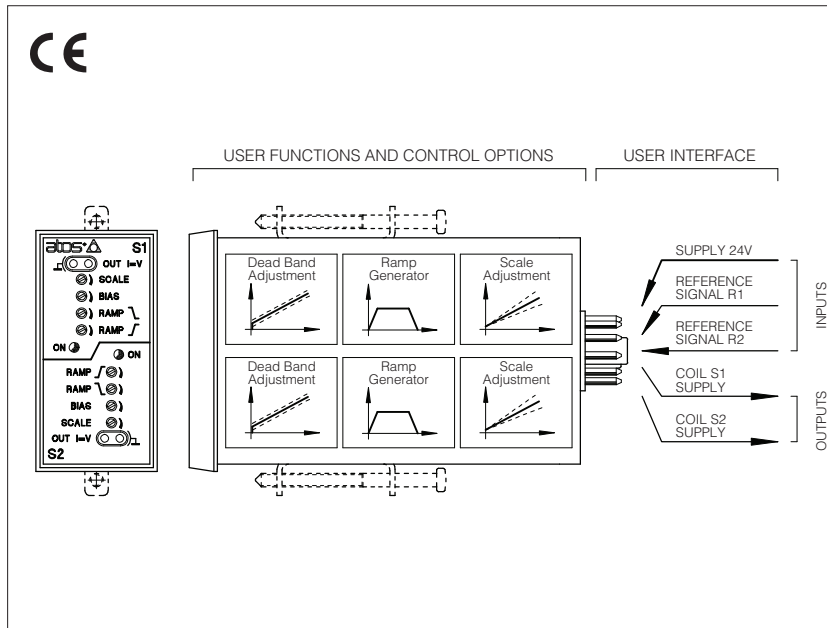 CE
USER FUNCTIONS AND CONTROL OPTIONS
USER INTERFACE
atos
S1
OUT I=V
SCALE
BIAS
RAMP
RAMP
ON
ON
RAMP
RAMP
BIAS
SCALE
OUT I=V
S2
Dead Band
Adjustment
Ramp
Generator
Scale
Adjustment
Dead Band
Adjustment
Ramp
Generator
Scale
Adjustment
SUPPLY 24V
REFERENCE
SIGNAL R1
REFERENCE
SIGNAL R2
INPUTS
COIL S1
SUPPLY
COIL S2
SUPPLY
OUTPUTS